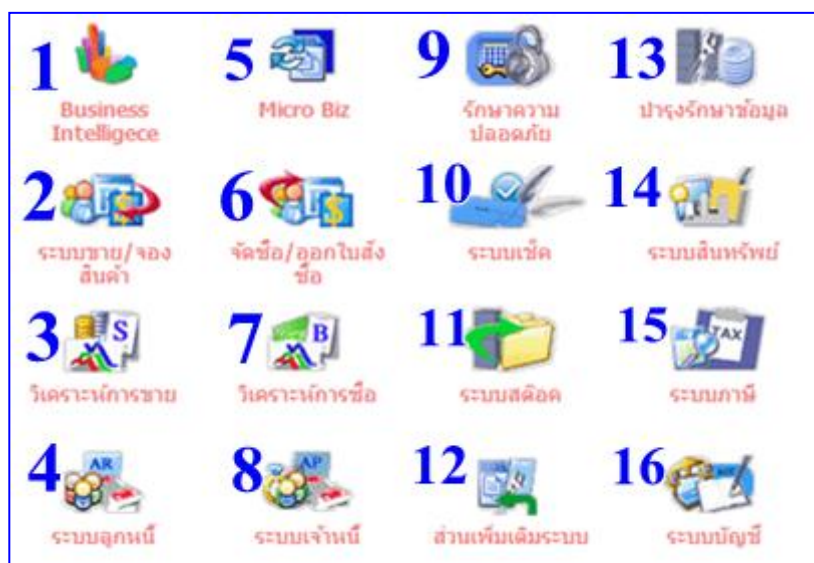 1 5 9 13
Business Intelligece
Micro Biz
รักษาความ
ปลอดภัย
บำรุงรักษาข้อมูล
2 6 10 14
ระบบขาย/จอง
สินค้า
จัดซื้อ/ออกใบสั่ง
ซื้อ
ระบบเช็ค
ระบบสินทรัพย์
3 7 11 15
S
B
TAX
วิเคราะห์การขาย
วิเคราะห์การซื้อ
ระบบสต๊อค
ระบบภาษี
4 8 12 16
AR
AP
ระบบลูกหนี้
ระบบเจ้าหนี้
ส่วนเพิ่มเติมระบบ
ระบบบัญชี